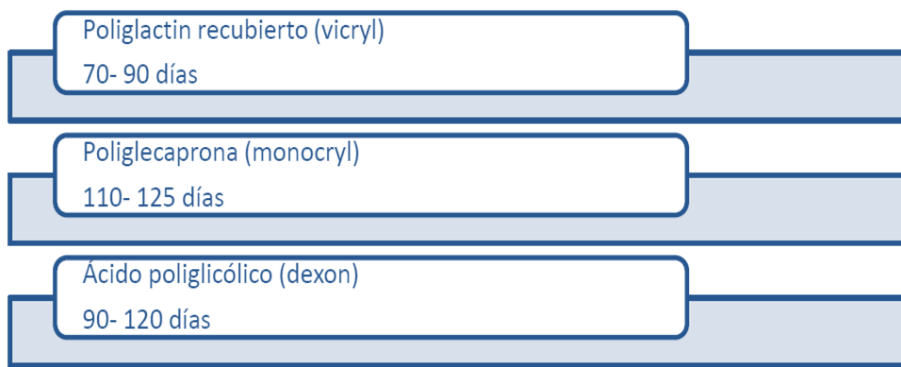 Poliglactin recubierto (vicryl)
70- 90 días
Poliglecaprona (monocryl)
110- 125 días
Ácido poliglicólico (dexon)
90- 120 días